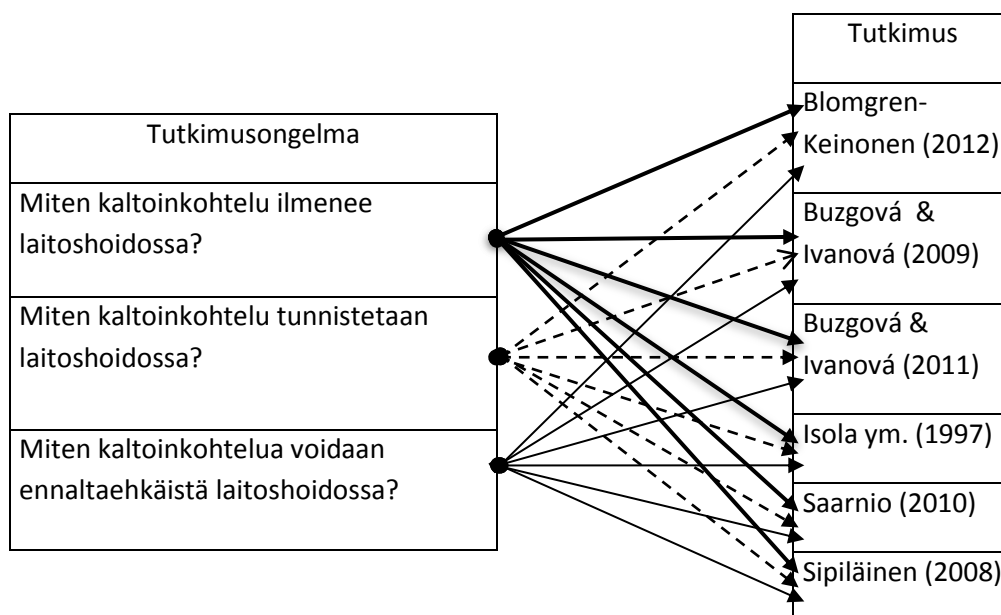 Tutkimusongelma
Miten kaltoinkohtelu ilmenee
laitoshoidossa?
Miten kaltoinkohtelu tunnistetaan
laitoshoidossa?
Miten kaltoinkohtelua voidaan
ennaltaehkäistä laitoshoidossa?
Tutkimus
Blomgren-
Keinonen (2012)
Buzgová &
Ivanová (2009)
Buzgová &
Ivanová (2011)
Isola ym. (1997)
Saarnio (2010)
Sipiläinen (2008)